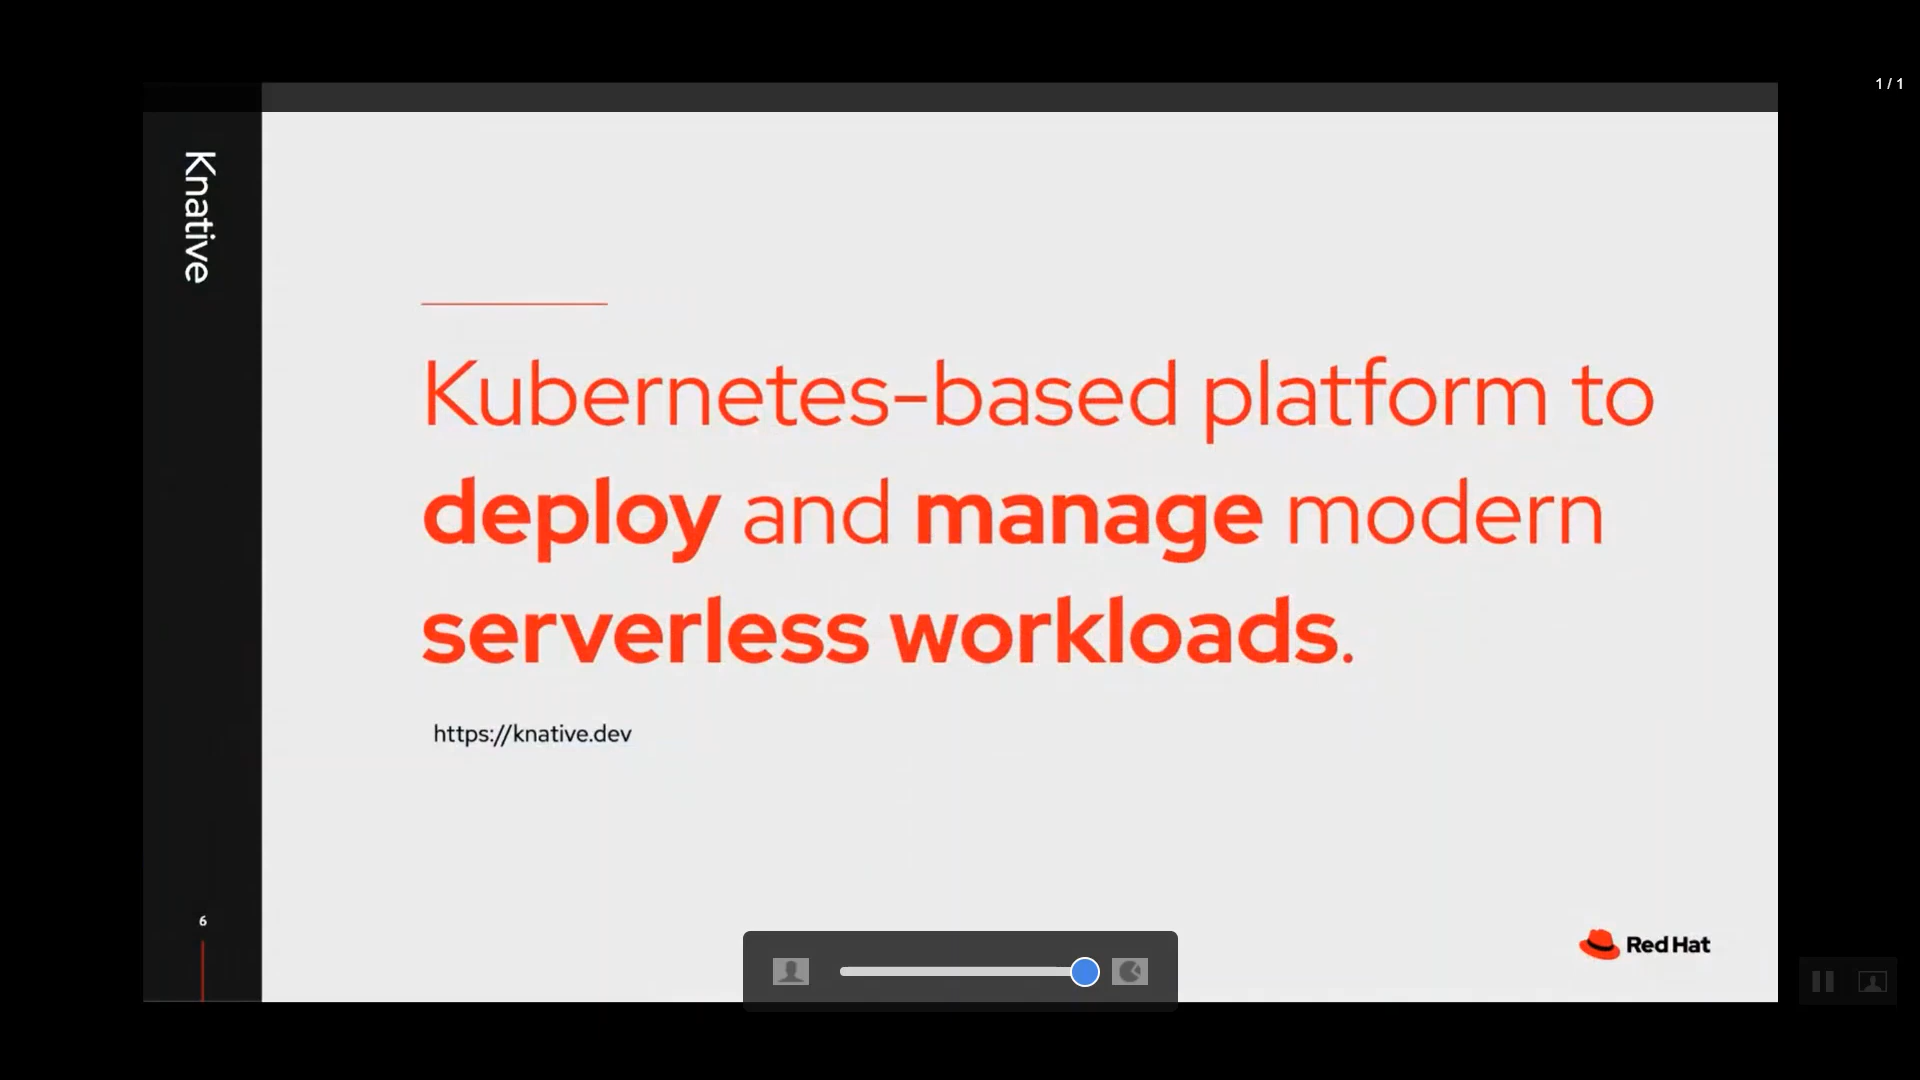 1 / 1
Knative
Kubernetes-based platform to
deploy and manage modern
serverless workloads.
https://knative.dev
6
Red Hat